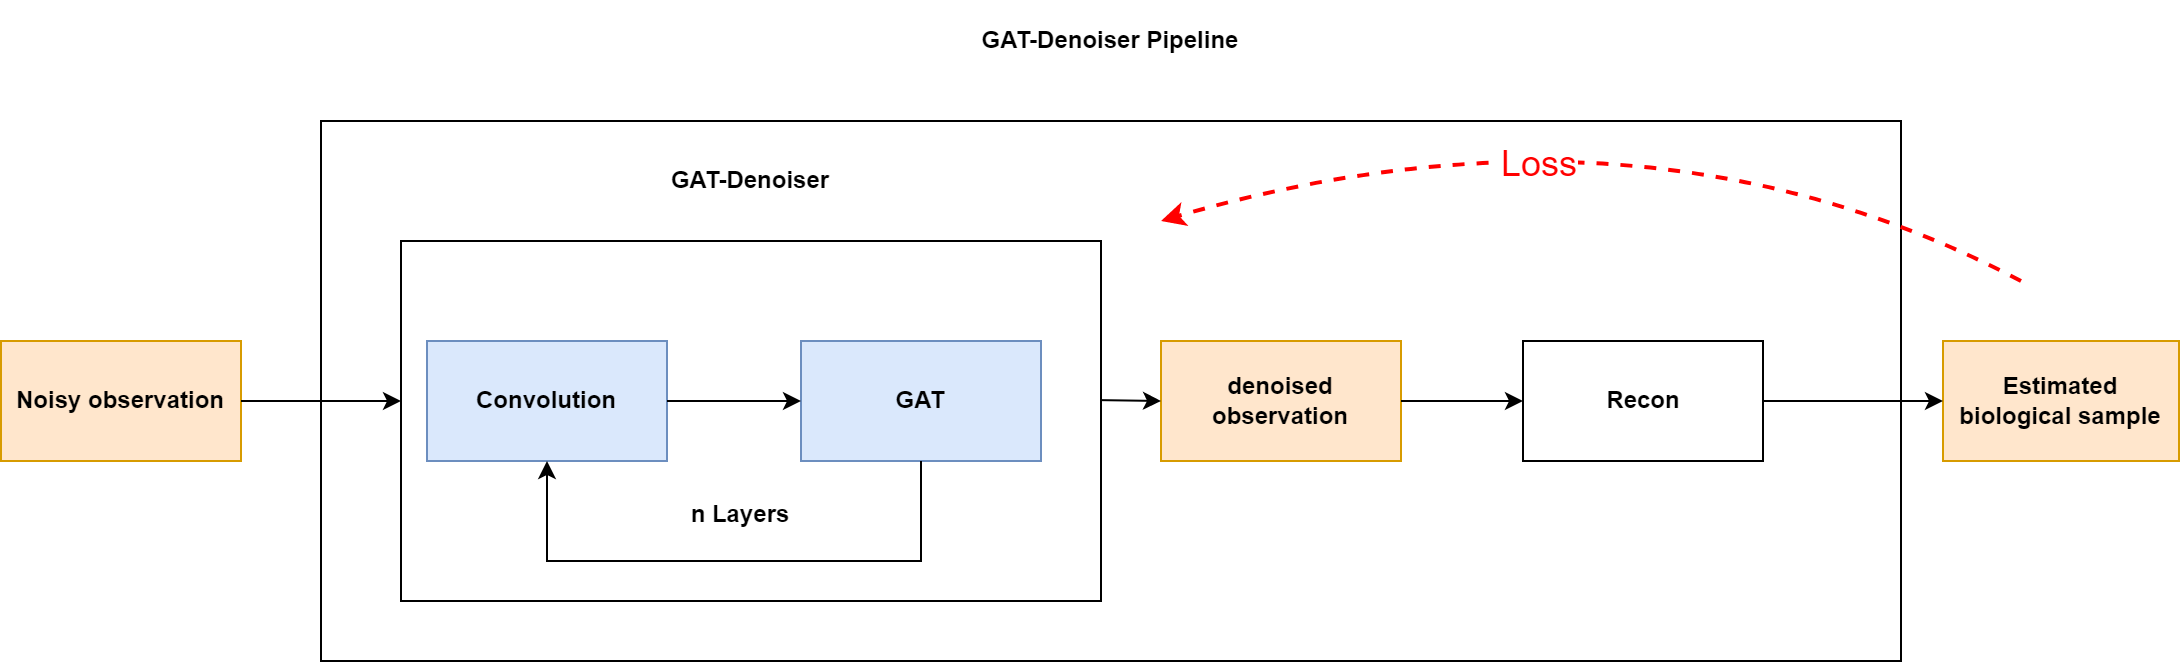 GAT-Denoiser Pipeline
GAT-Denoiser
Loss
Noisy observation
Convolution
GAT
denoised
observation
Recon
Estimated
biological sample
n Layers